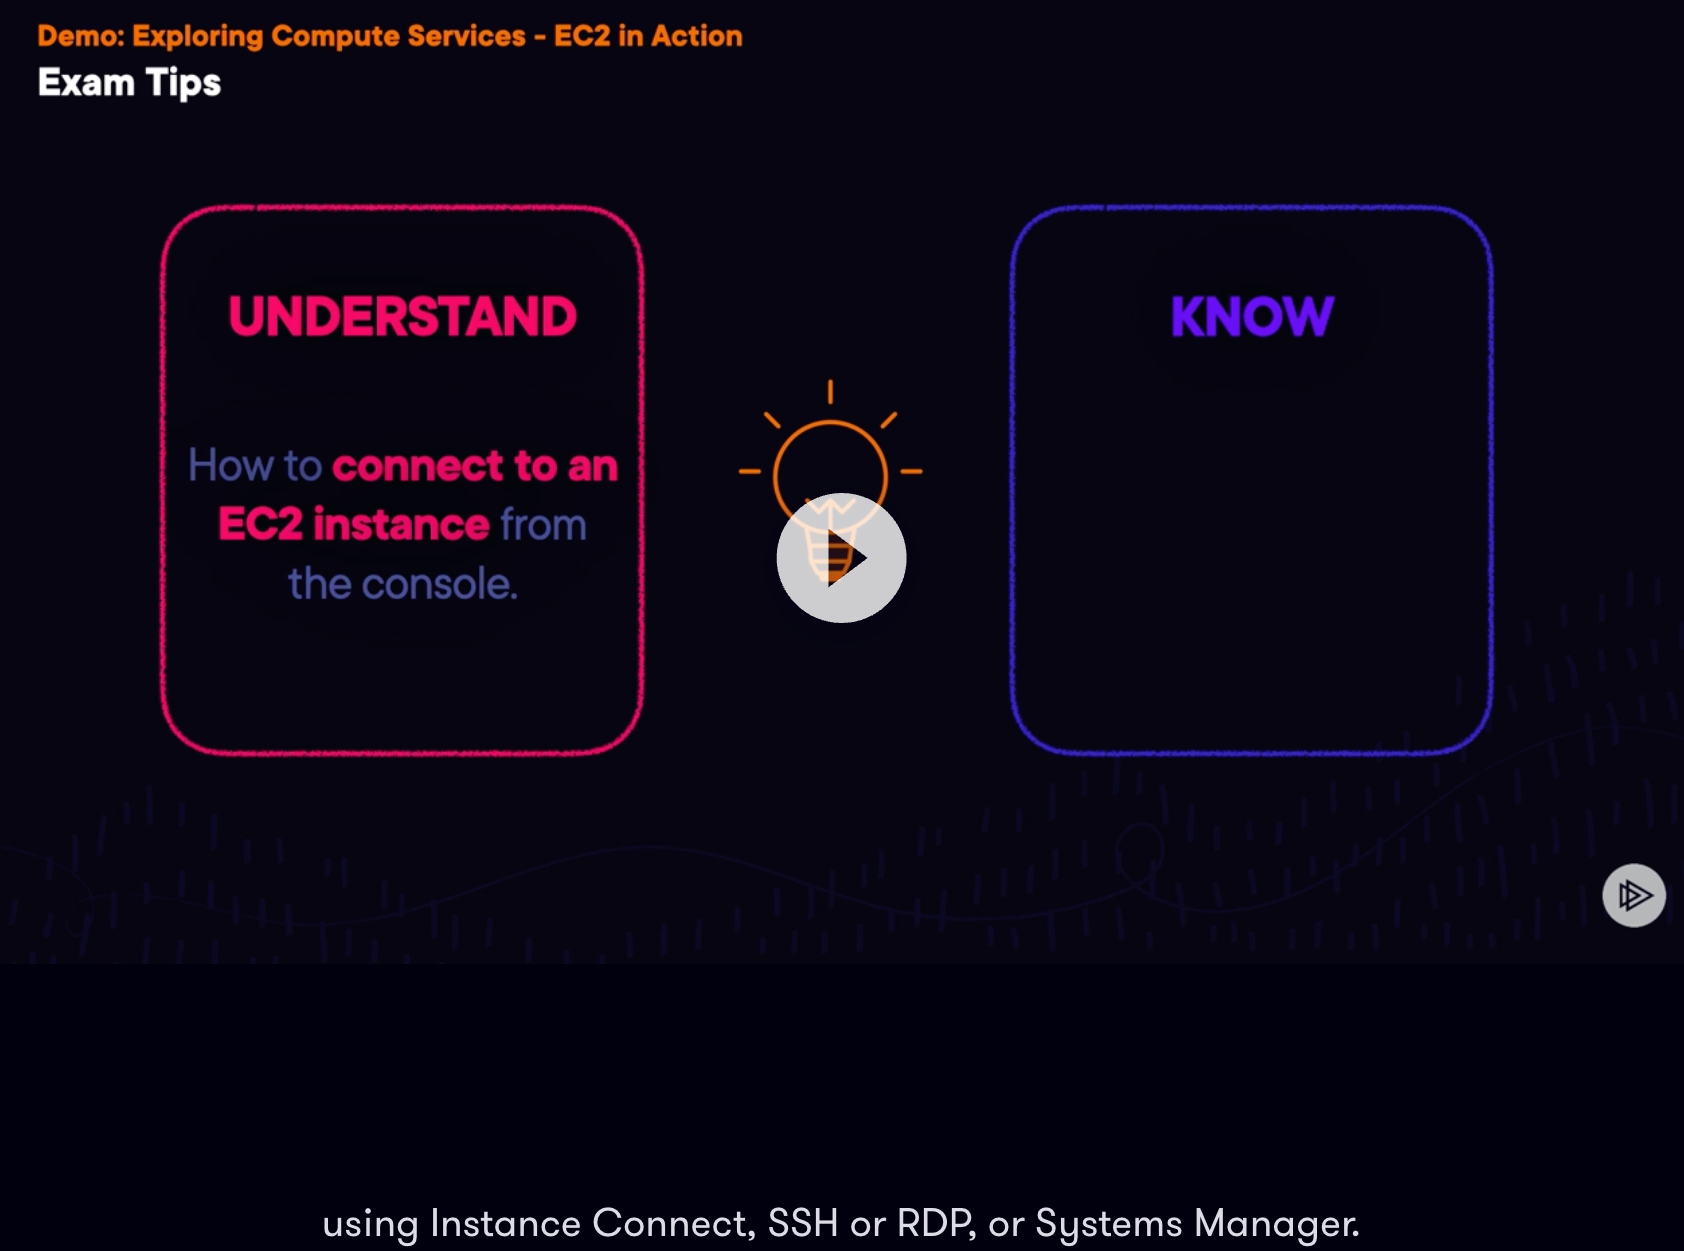 Demo: Exploring Compute Services - EC2 in Action
Exam Tips
UNDERSTAND
How to connect to an
EC2 instance from
the console.
KNOW
using Instance Connect, SSH or RDP, or Systems Manager.